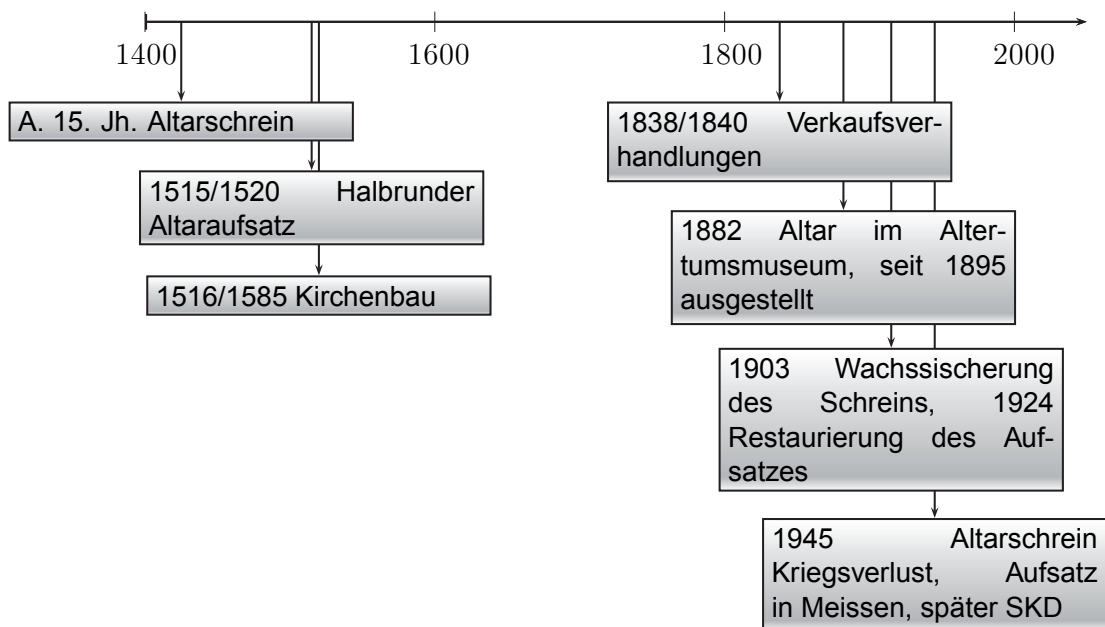 1400 1600 1800 2000
A. 15. Jh. Altarschrein
1515/1520 Halbrunder
Altaraufsatz
1516/1585 Kirchenbau
1838/1840 Verkaufsver-
handlungen
1882 Altar im Alter-
tumsmuseum, seit 1895
ausgestellt
1903 Wachssischerung
des Schreins, 1924
Restaurierung des Auf-
satzes
1945 Altarschrein
Kriegsverlust, Aufsatz
in Meissen, später SKD